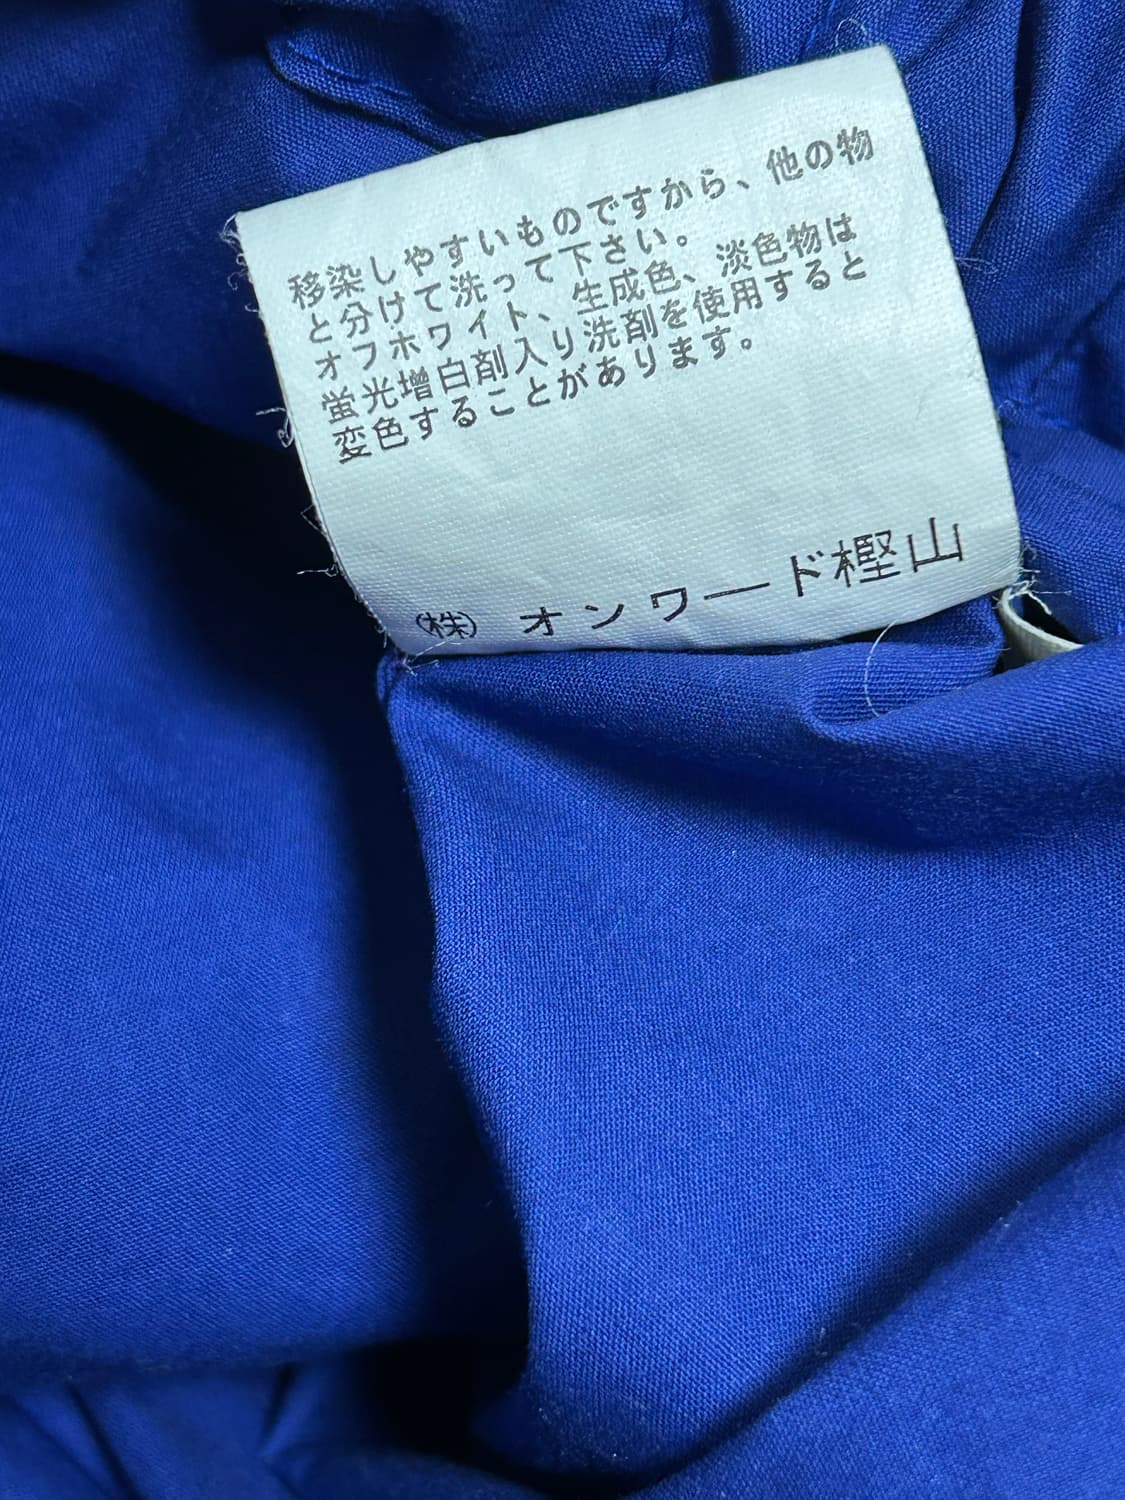 移染しやすいものですから、他の物
と分けて洗って下さい。
オフホワイト、生成色、淡色物は
蛍光増白剤入り洗剤を使用すると
変色することがあります。
㈱ オンワード樫山